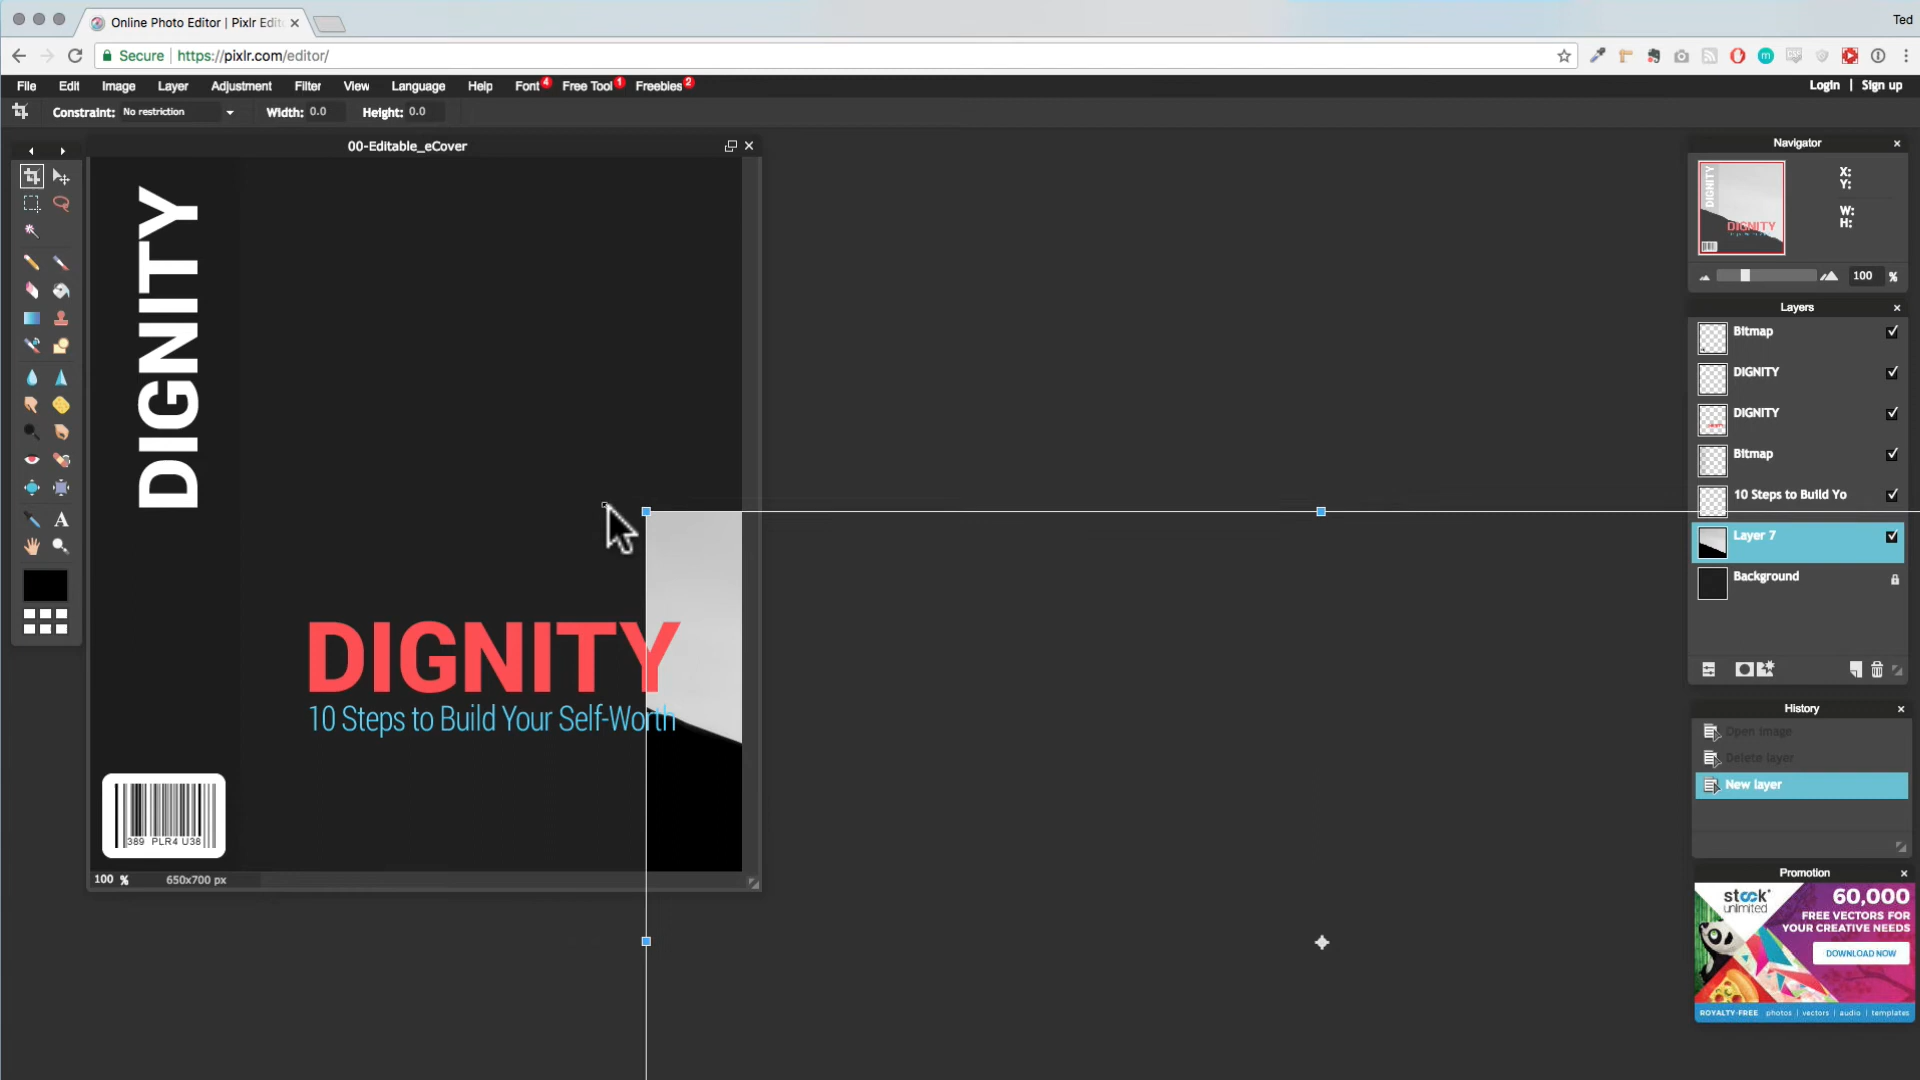 Online Photo Editor | Pixlr Edit
Ted
Secure
https://pixlr.com/editor/
File Edit Image Layer Adjustment Filter View Language Help Font 4 Free Tool 1 Freebies 2
Login | Sign up
Constraint: No restriction Width: 0.0 Height: 0.0
00-Editable_eCover
DIGNITY
DIGNITY
10 Steps to Build Your Self-Worth
389 PLR4 U38
100 % 650x700 px
Navigator
DIGNITY
DIGNITY
X:
Y:
W:
H:
100 %
Layers
Bitmap
DIGNITY
DIGNITY
Bitmap
10 Steps to Build Yo
Layer 7
Background
History
Open image
Delete layer
New layer
Promotion
stock
unlimited
60,000
FREE VECTORS FOR
YOUR CREATIVE NEEDS
DOWNLOAD NOW
ROYALTY-FREE photos | vectors | audio | templates